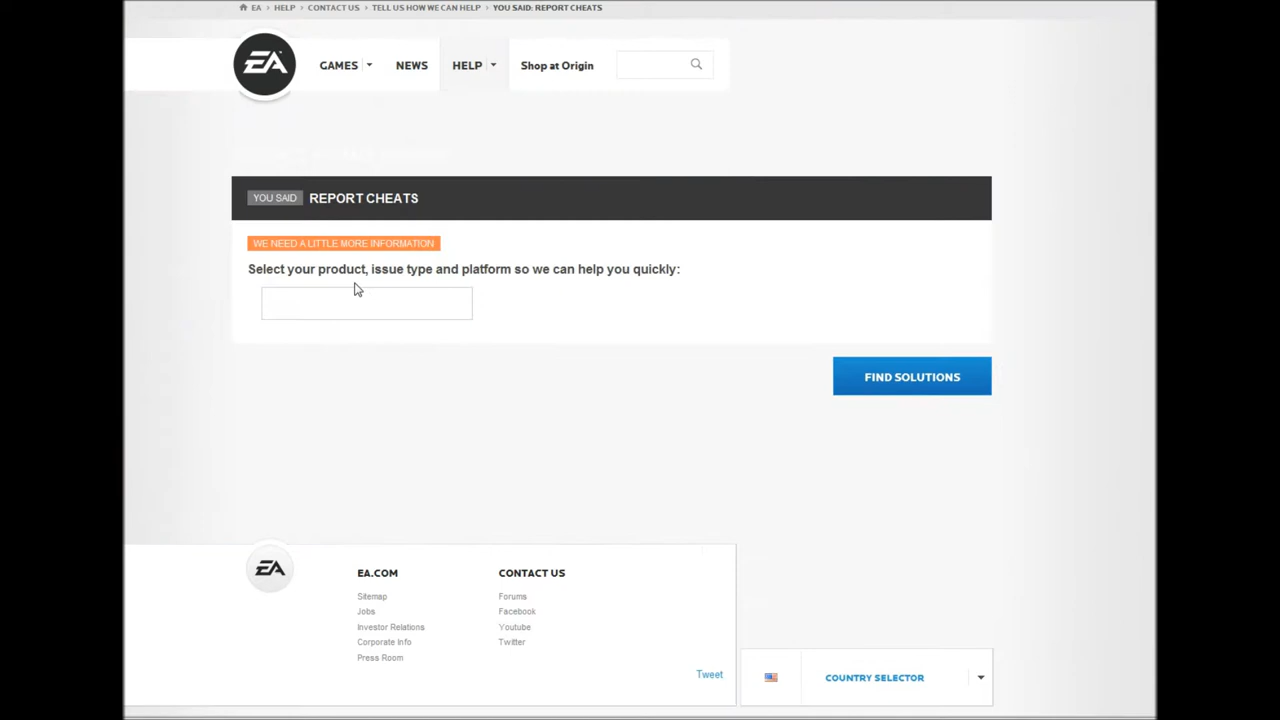 EA › HELP › CONTACT US › TELL US HOW WE CAN HELP › YOU SAID: REPORT CHEATS
EA GAMES NEWS HELP Shop at Origin
YOU SAID REPORT CHEATS
WE NEED A LITTLE MORE INFORMATION
Select your product, issue type and platform so we can help you quickly:
FIND SOLUTIONS
EA
EA.COM
Sitemap
Jobs
Investor Relations
Corporate Info
Press Room
CONTACT US
Forums
Facebook
Youtube
Twitter
Tweet
COUNTRY SELECTOR